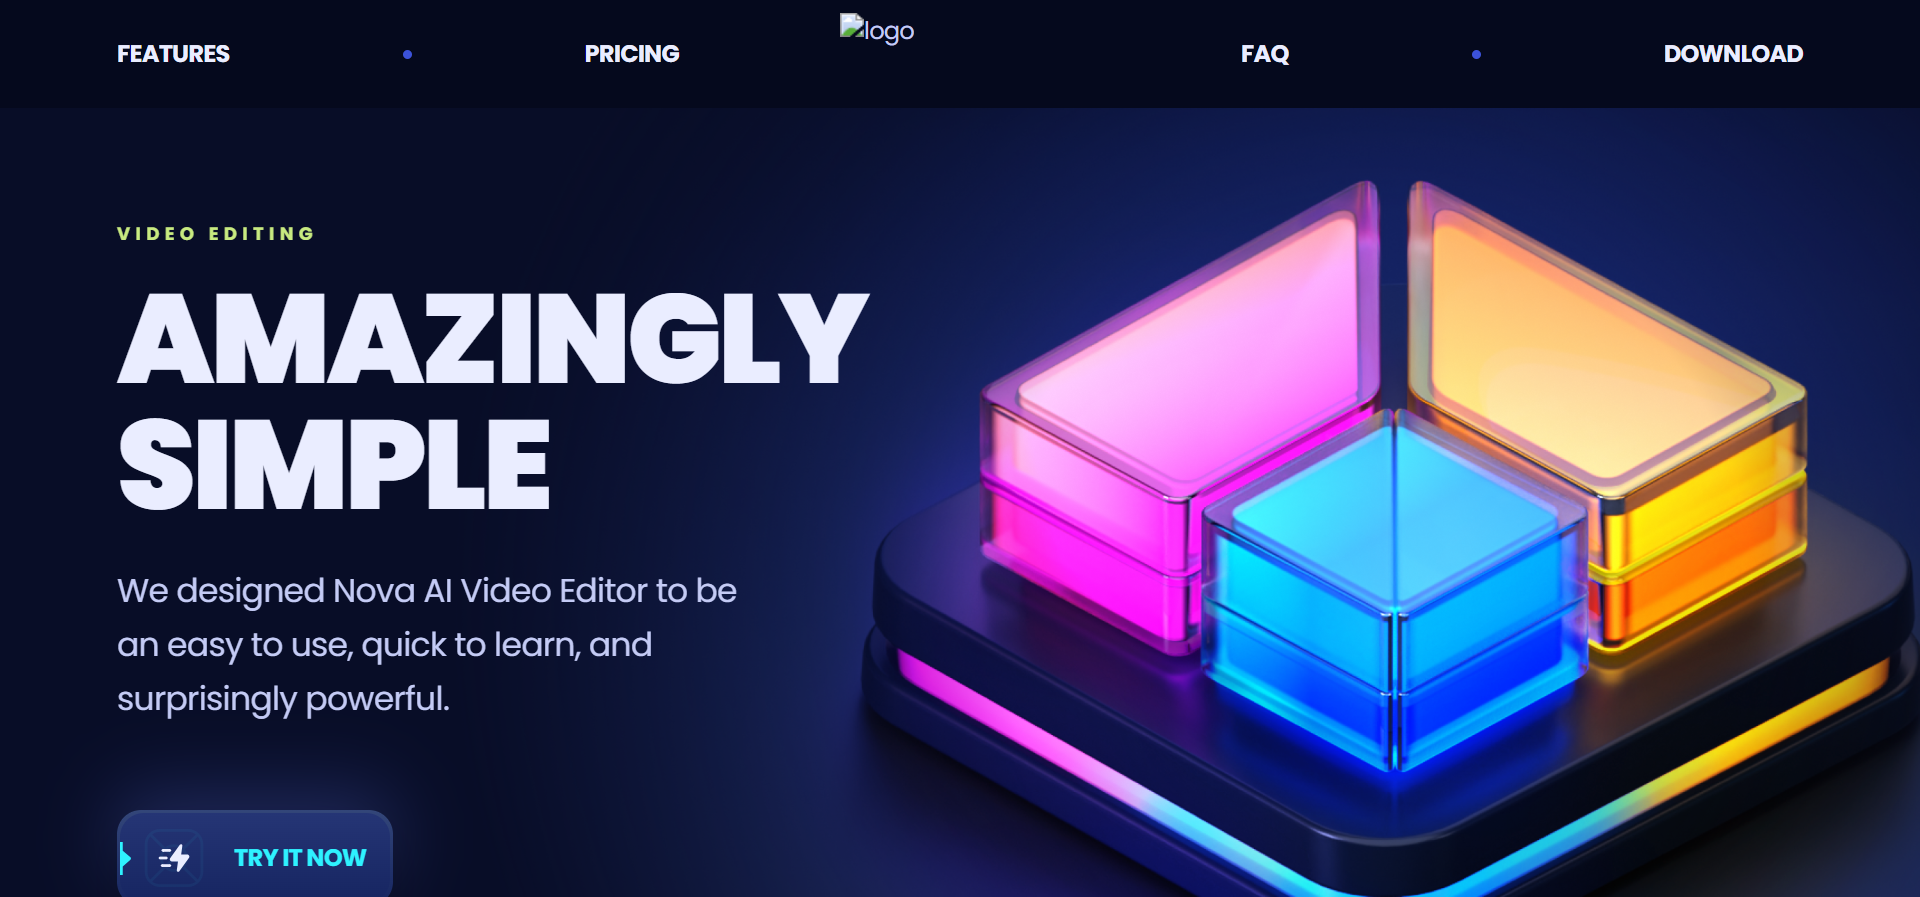 FEATURES
PRICING
logo
FAQ
DOWNLOAD
VIDEO EDITING
AMAZINGLY
SIMPLE
We designed Nova AI Video Editor to be
an easy to use, quick to learn, and
surprisingly powerful.
TRY IT NOW